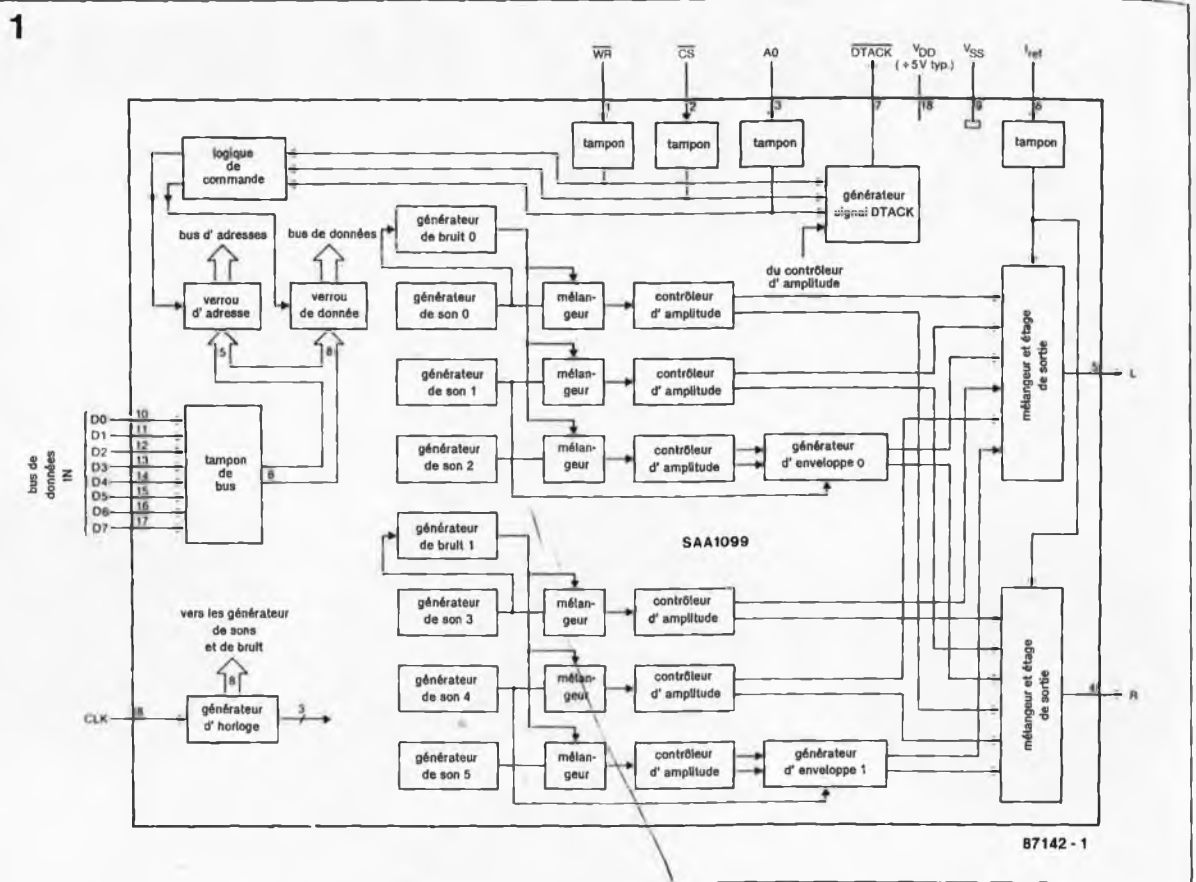 1
WR
CS
A0
DTACK
VDD
(+5V typ.)
VSS
Iref
1
2
3
7
18
9
6
tampon
tampon
tampon
tampon
logique
de
commande
générateur
signal DTACK
du contrôleur
d' amplitude
bus d' adresses
bus de données
verrou
d' adresse
verrou
de donnée
5
8
générateur
de bruit 0
générateur
de son 0
mélan-
geur
contrôleur
d' amplitude
générateur
de son 1
mélan-
geur
contrôleur
d' amplitude
générateur
de son 2
mélan-
geur
contrôleur
d' amplitude
générateur
d' enveloppe 0
mélangeur et étage
de sortie
5
L
bus de
données
IN
D0
D1
D2
D3
D4
D5
D6
D7
10
11
12
13
14
15
16
17
tampon
de
bus
8
SAA1099
générateur
de bruit 1
générateur
de son 3
mélan-
geur
contrôleur
d' amplitude
générateur
de son 4
mélan-
geur
contrôleur
d' amplitude
générateur
de son 5
mélan-
geur
contrôleur
d' amplitude
générateur
d' enveloppe 1
mélangeur et étage
de sortie
4
R
vers les générateur
de sons
et de bruit
8
CLK
générateur
d' horloge
3
87142 - 1